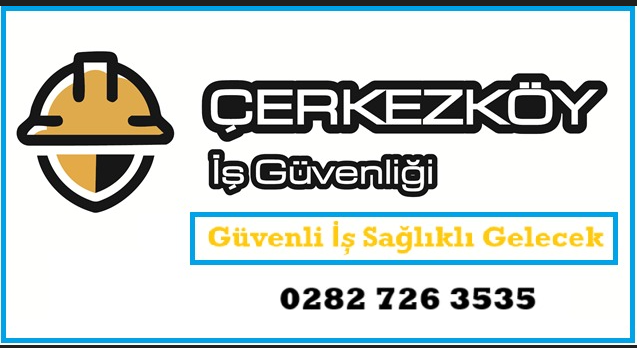 ÇERKEZKÖY
İş Güvenliği
Güvenli İş Sağlıklı Gelecek
0282 726 3535